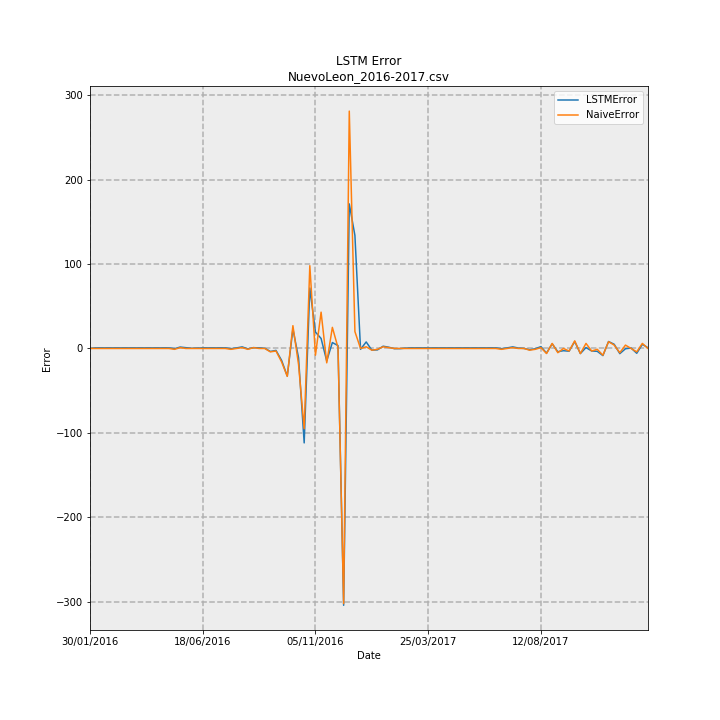 LSTM Error
NuevoLeon_2016-2017.csv
LSTMError
NaiveError
300
200
100
0
−100
−200
−300
Error
30/01/2016
18/06/2016
05/11/2016
25/03/2017
12/08/2017
Date